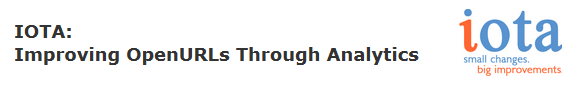 IOTA:
Improving OpenURLs Through Analytics
iota
small changes.
big improvements